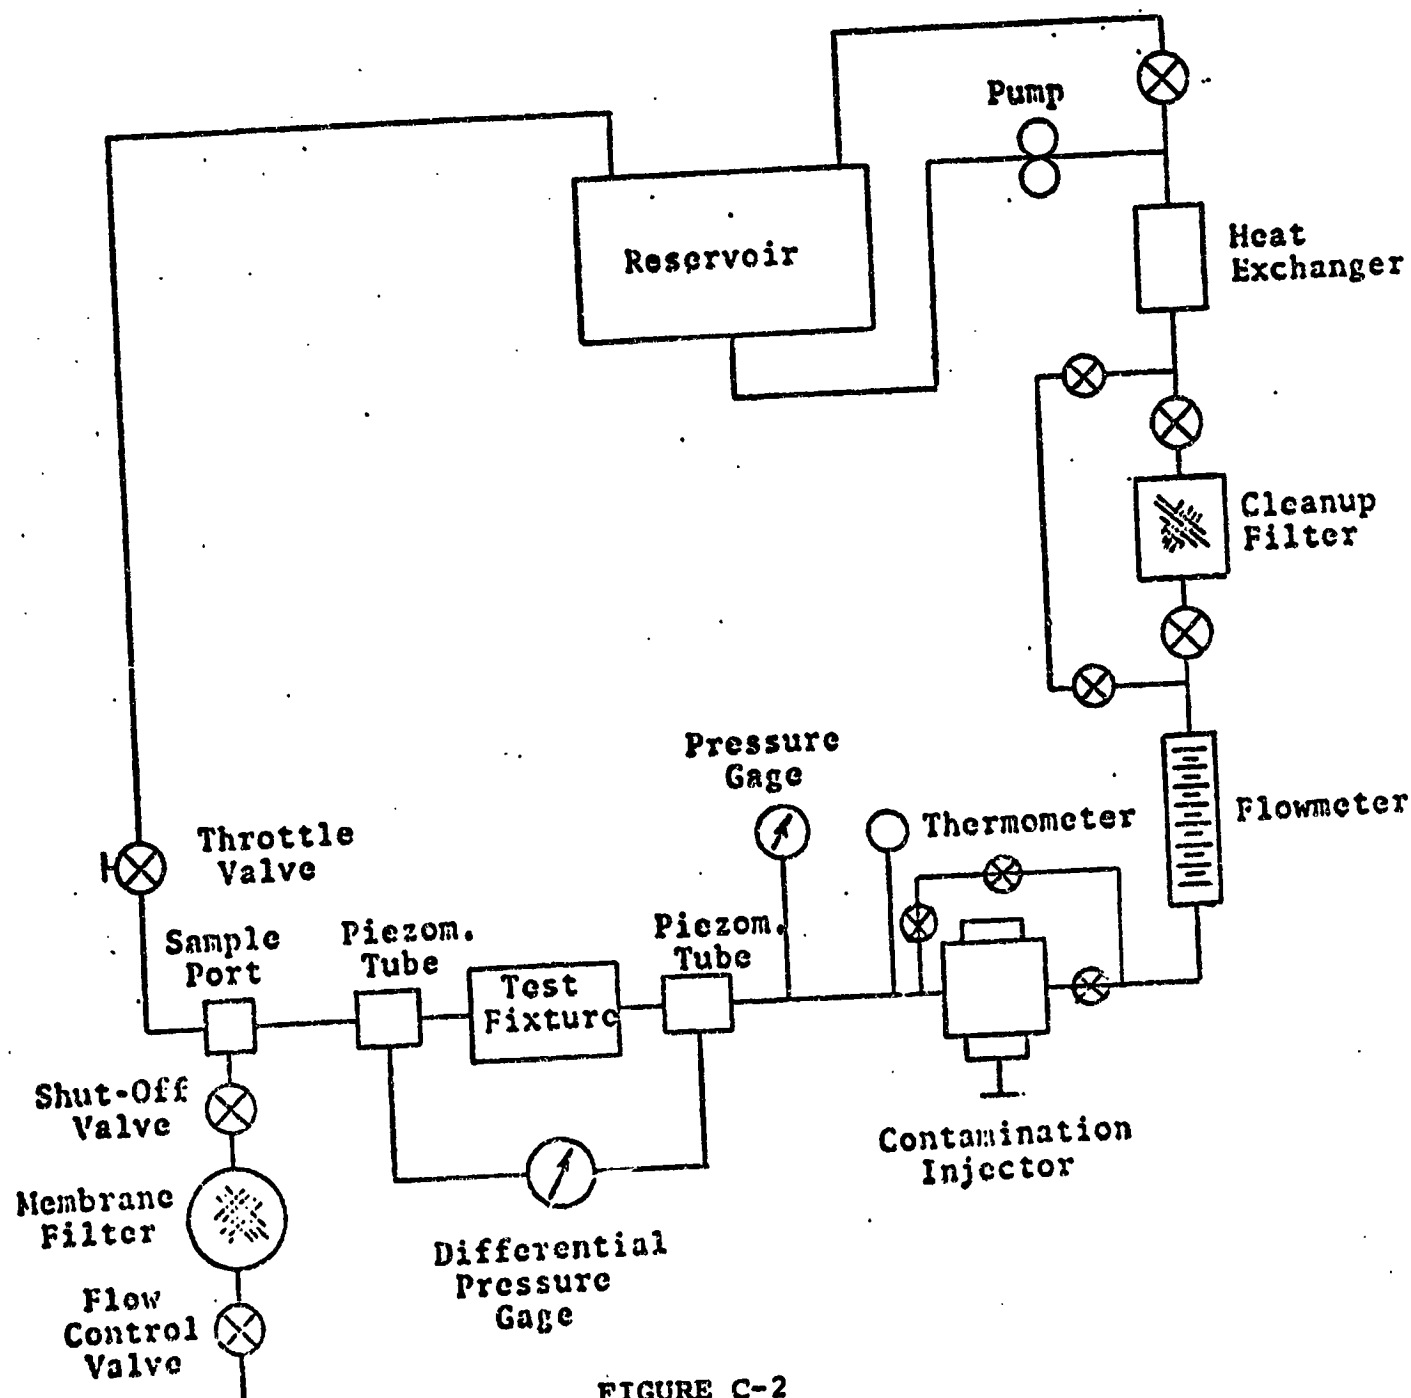 Pump
Reservoir
Heat
Exchanger
Cleanup
Filter
Pressure
Gage
Flowmeter
Thermometer
Throttle
Valve
Sample
Port
Piezom.
Tube
Test
Fixture
Piezom.
Tube
Shut-Off
Valve
Contamination
Injector
Membrane
Filter
Differential
Pressure
Gage
Flow
Control
Valve
FIGURE C-2